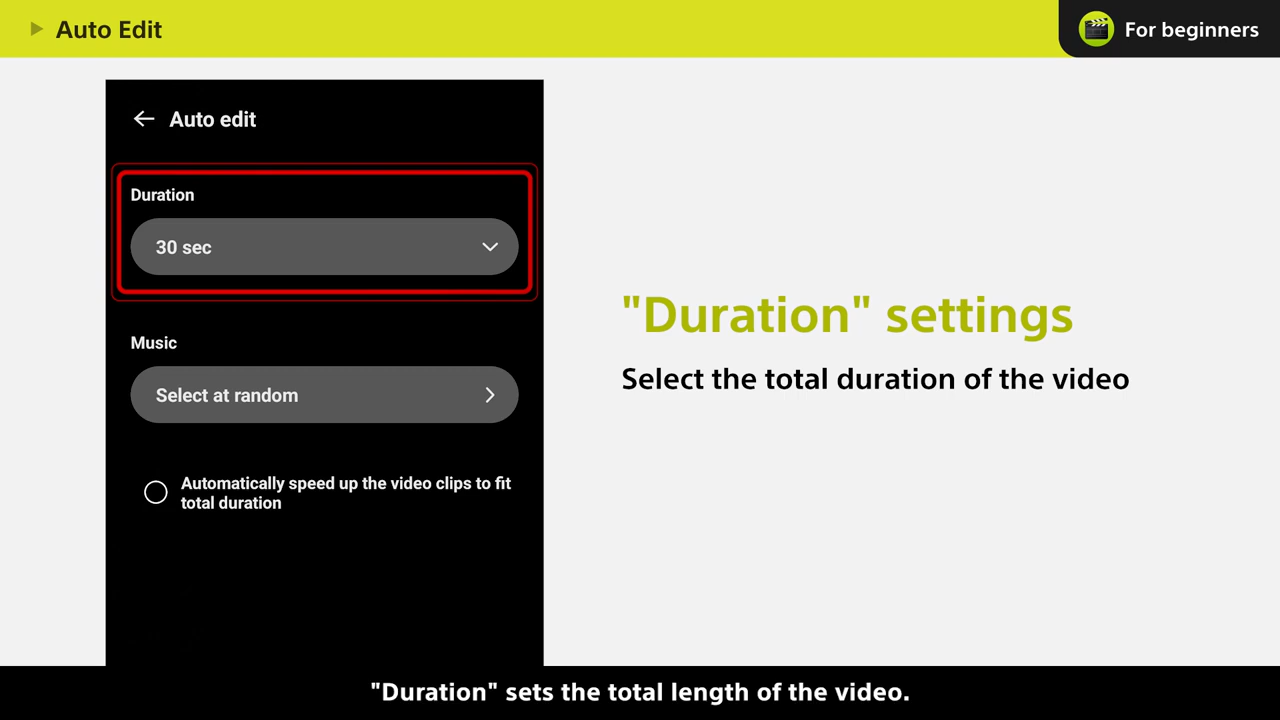 Auto Edit
For beginners
Auto edit
Duration
30 sec
Music
Select at random
Automatically speed up the video clips to fit
total duration
"Duration" settings
Select the total duration of the video
"Duration" sets the total length of the video.